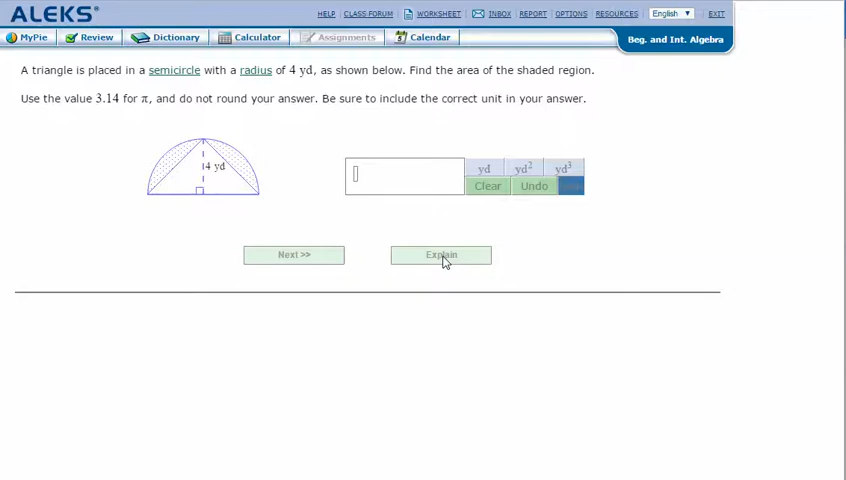 ALEKS®
HELP CLASS FORUM WORKSHEET INBOX REPORT OPTIONS RESOURCES English ▼ EXIT
MyPie Review Dictionary Calculator Assignments Calendar
Beg. and Int. Algebra
A triangle is placed in a semicircle with a radius of 4 yd, as shown below. Find the area of the shaded region.
Use the value 3.14 for π, and do not round your answer. Be sure to include the correct unit in your answer.
4 yd
yd yd² yd³
Clear Undo
Next >> Explain